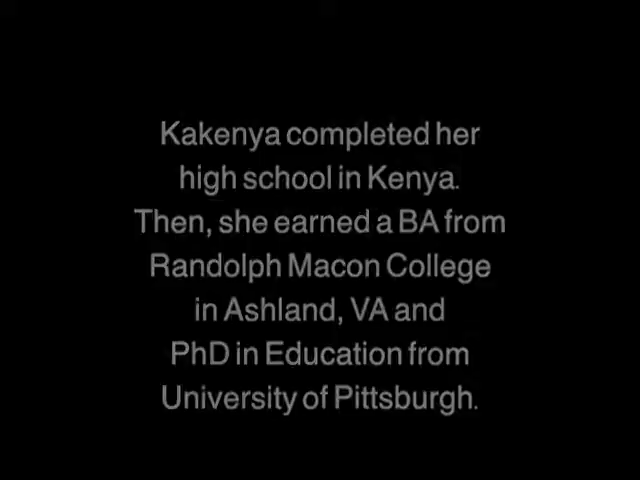 Kakenya completed her
high school in Kenya.
Then, she earned a BA from
Randolph Macon College
in Ashland, VA and
PhD in Education from
University of Pittsburgh.